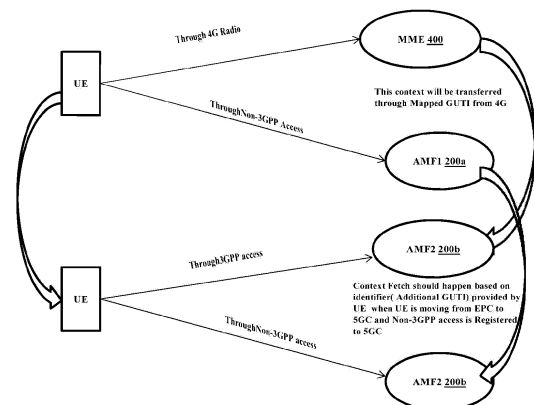 Through 4G Radio
MME 400
UE
This context will be transferred
through Mapped GUTI from 4G
ThroughNon-3GPP Access
AMF1 200a
Through3GPP access
AMF2 200b
UE
Context Fetch should happen based on
identifier( Additional GUTI) provided by
UE when UE is moving from EPC to
5GC and Non-3GPP access is Registered
to 5GC
ThroughNon-3GPP access
AMF2 200b